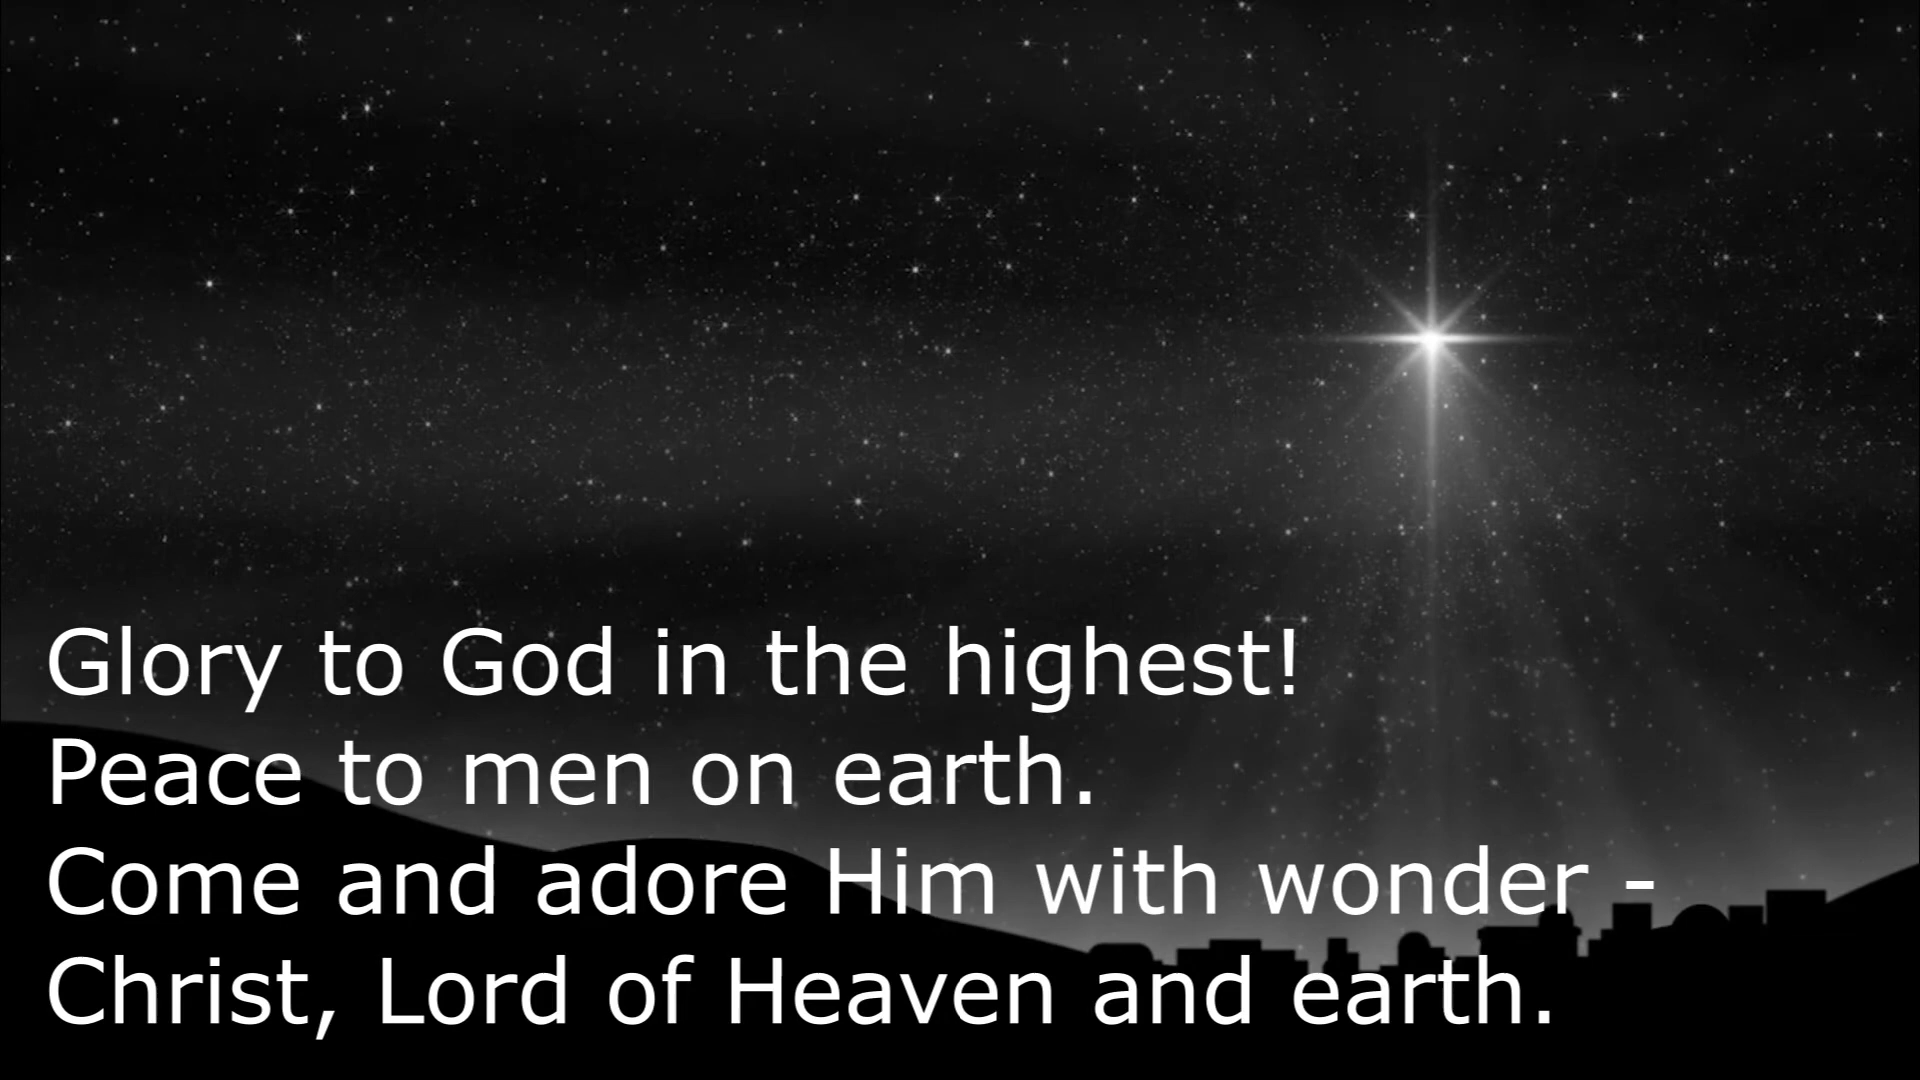 Glory to God in the highest!
Peace to men on earth.
Come and adore Him with wonder -
Christ, Lord of Heaven and earth.